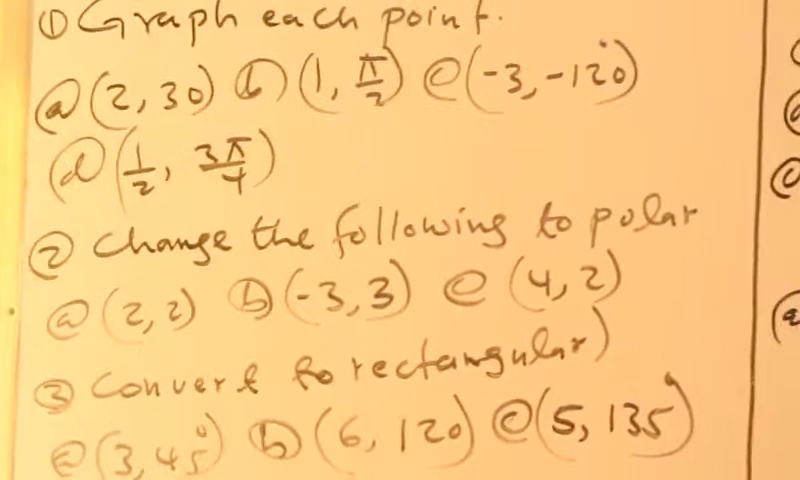 ① Graph each point.
ⓐ (2, 30) ⓑ (1, π/2) ⓒ (-3, -120°)
ⓓ (1/2, 3π/4)
② Change the following to polar
ⓐ (2, 2) ⓑ (-3, 3) ⓒ (4, 2)
③ Convert to rectangular)
ⓐ (3, 45°) ⓑ (6, 120) ⓒ (5, 135°)